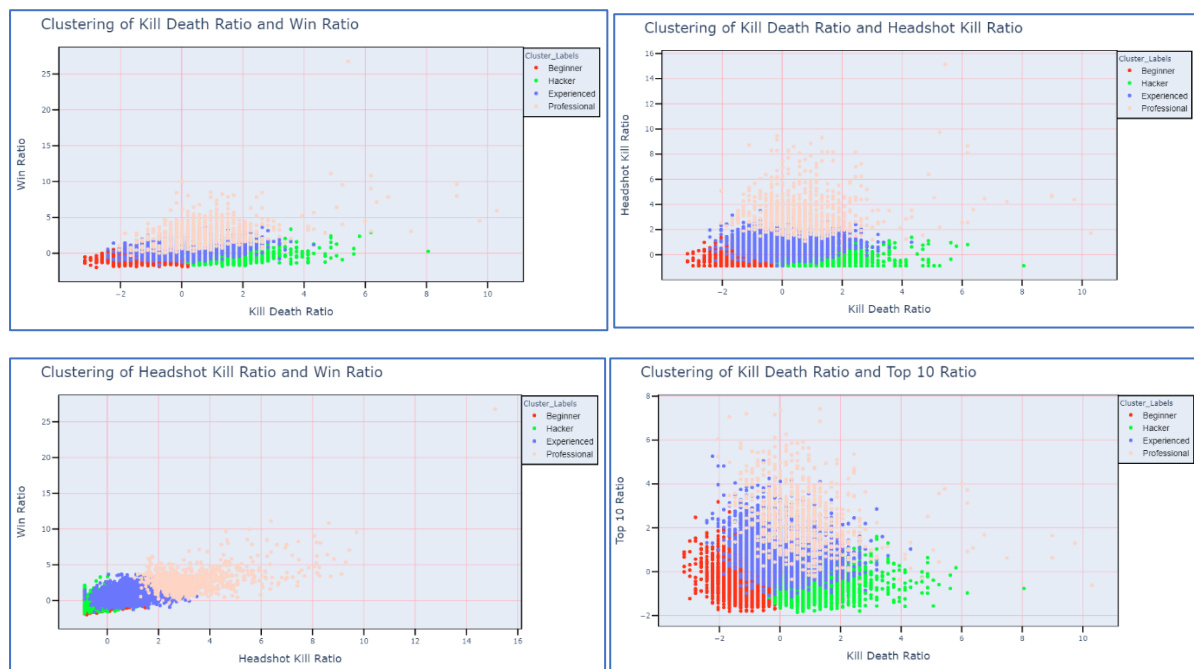 Clustering of Kill Death Ratio and Win Ratio
Win Ratio
25
20
15
10
5
0
−2
0
2
4
6
8
10
Kill Death Ratio
Cluster_Labels
Beginner
Hacker
Experienced
Professional
Clustering of Kill Death Ratio and Headshot Kill Ratio
Headshot Kill Ratio
16
14
12
10
8
6
4
2
0
−2
0
2
4
6
8
10
Kill Death Ratio
Cluster_Labels
Beginner
Hacker
Experienced
Professional
Clustering of Headshot Kill Ratio and Win Ratio
Win Ratio
25
20
15
10
5
0
0
2
4
6
8
10
12
14
16
Headshot Kill Ratio
Cluster_Labels
Beginner
Hacker
Experienced
Professional
Clustering of Kill Death Ratio and Top 10 Ratio
Top 10 Ratio
8
6
4
2
0
−2
−2
0
2
4
6
8
10
Kill Death Ratio
Cluster_Labels
Beginner
Hacker
Experienced
Professional